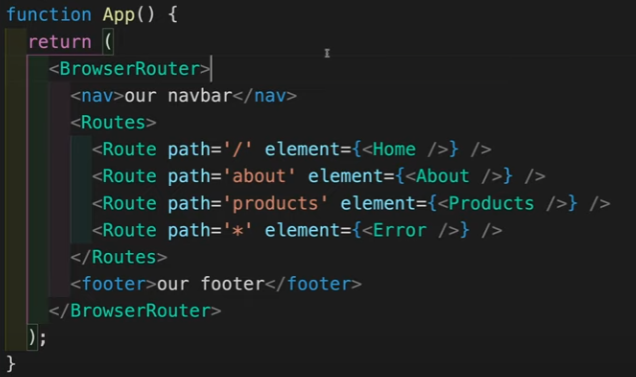 function App() {
  return (
    <BrowserRouter>
      <nav>our navbar</nav>
      <Routes>
        <Route path='/' element={<Home />} />
        <Route path='about' element={<About />} />
        <Route path='products' element={<Products />} />
        <Route path='*' element={<Error />} />
      </Routes>
      <footer>our footer</footer>
    </BrowserRouter>
  );
}